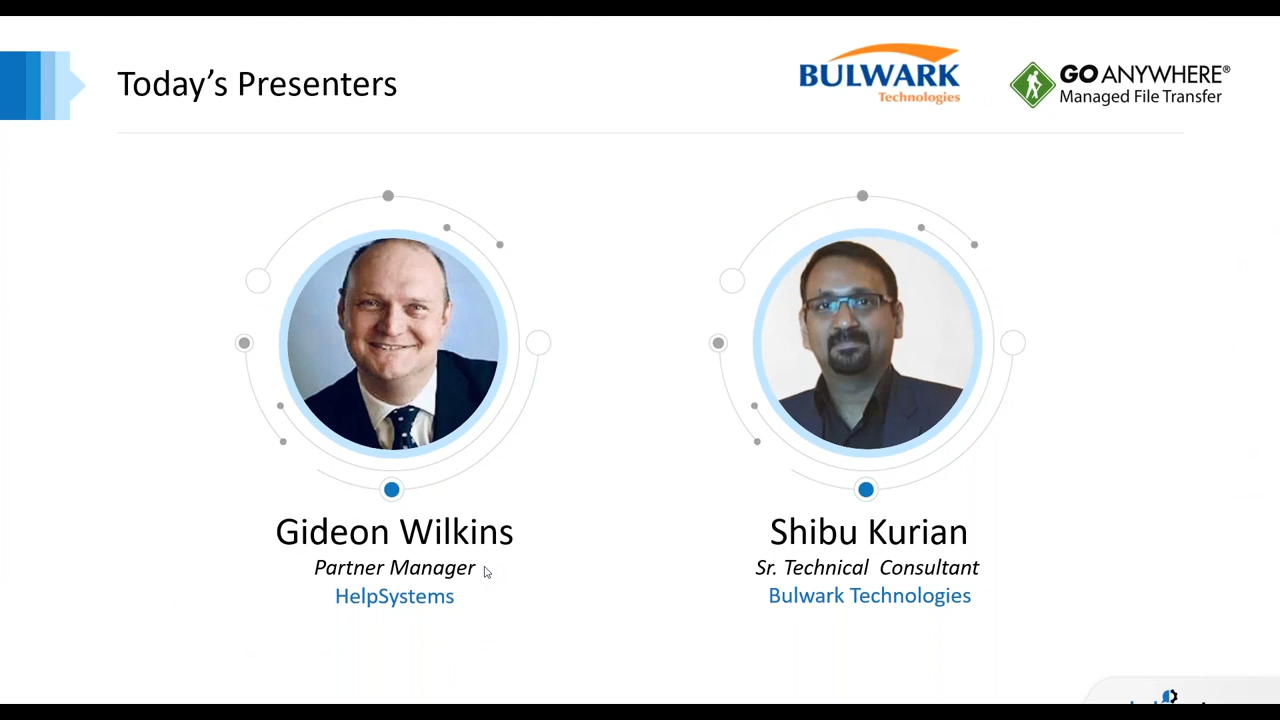 Today's Presenters
BULWARK
Technologies
GO ANYWHERE®
Managed File Transfer
Gideon Wilkins
Partner Manager
HelpSystems
Shibu Kurian
Sr. Technical Consultant
Bulwark Technologies